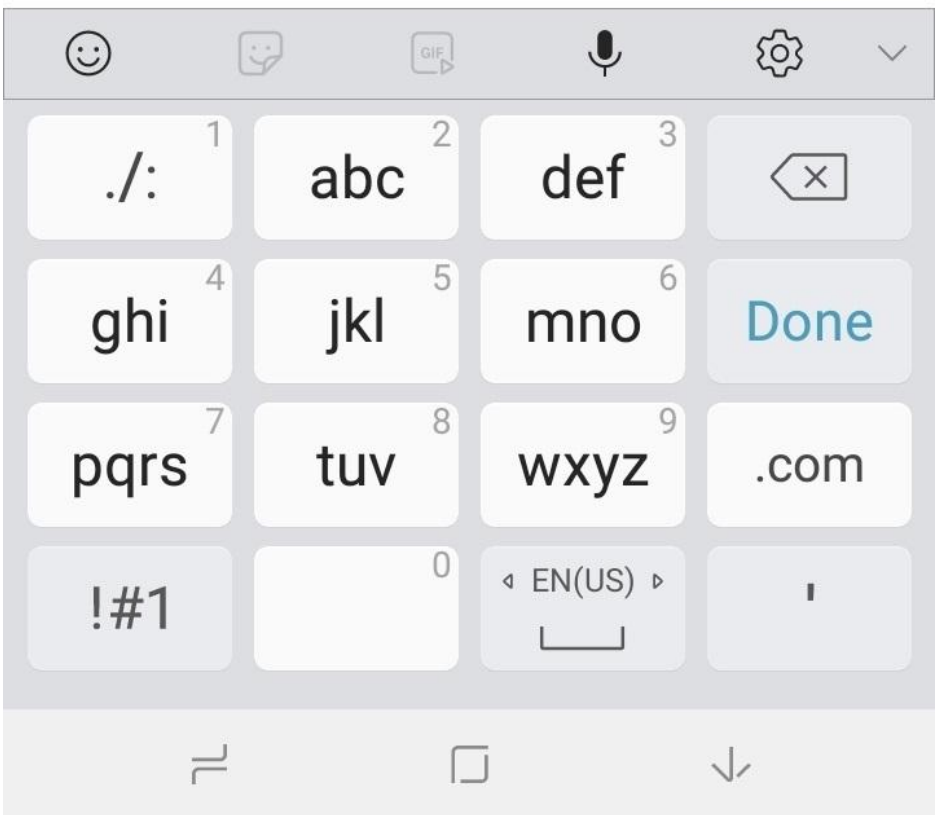 GIF
1 2 3
./: abc def
4 5 6
ghi jkl mno Done
7 8 9
pqrs tuv wxyz .com
0
!#1 EN(US) '